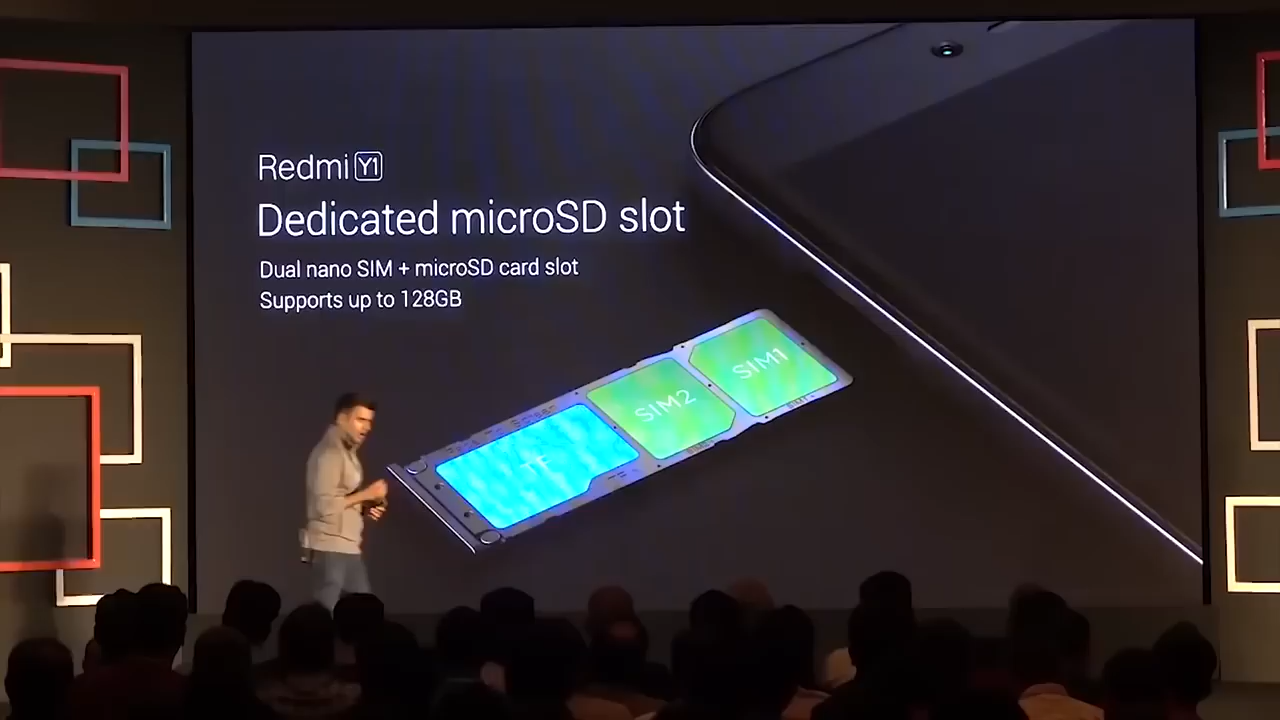 Redmi Y1
Dedicated microSD slot
Dual nano SIM + microSD card slot
Supports up to 128GB
SIM1
SIM2
TF